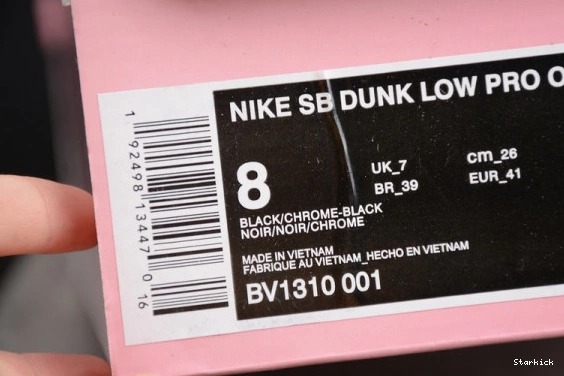 NIKE SB DUNK LOW PRO O
8
UK_7
cm_26
BR_39
EUR_41
BLACK/CHROME-BLACK
NOIR/NOIR/CHROME
MADE IN VIETNAM
FABRIQUE AU VIETNAM_HECHO EN VIETNAM
BV1310 001
1 92498 13447 0 16
Starkick